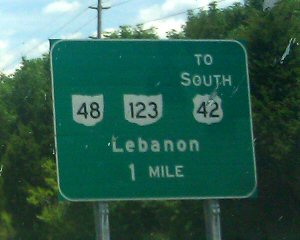 TO
SOUTH
48 123 42
Lebanon
1 MILE